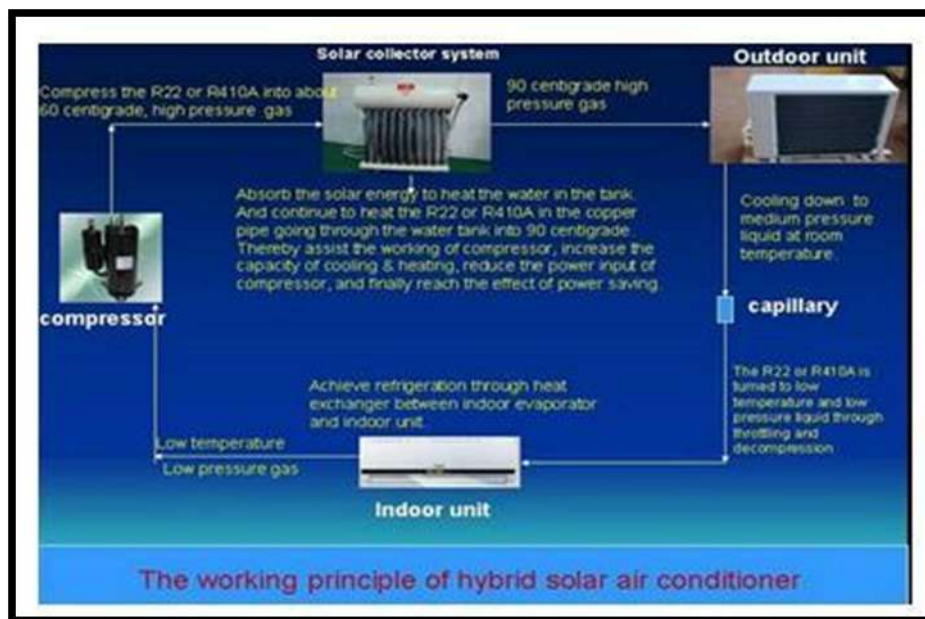 Solar collector system
Outdoor unit
Compress the R22 or R410A into about
60 centigrade, high pressure gas
90 centigrade high
pressure gas
Absorb the solar energy to heat the water in the tank.
And continue to heat the R22 or R410A in the copper
pipe going through the water tank into 90 centigrade.
Thereby assist the working of compressor, increase the
capacity of cooling & heating, reduce the power input of
compressor, and finally reach the effect of power saving.
Cooling down to
medium pressure
liquid at room
temperature.
compressor
capillary
The R22 or R410A is
turned to low
temperature and low
pressure liquid through
throttling and
decompression
Achieve refrigeration through heat
exchanger between indoor evaporator
and indoor unit.
Low temperature
Low pressure gas
Indoor unit
The working principle of hybrid solar air conditioner